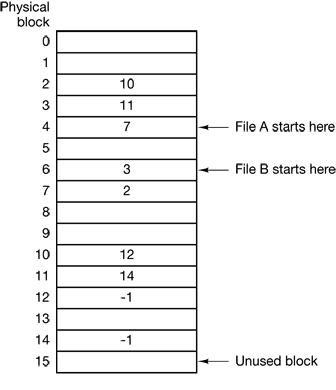 Physical
block
0
1
2 10
3 11
4 7 File A starts here
5
6 3 File B starts here
7 2
8
9
10 12
11 14
12 -1
13
14 -1
15 Unused block